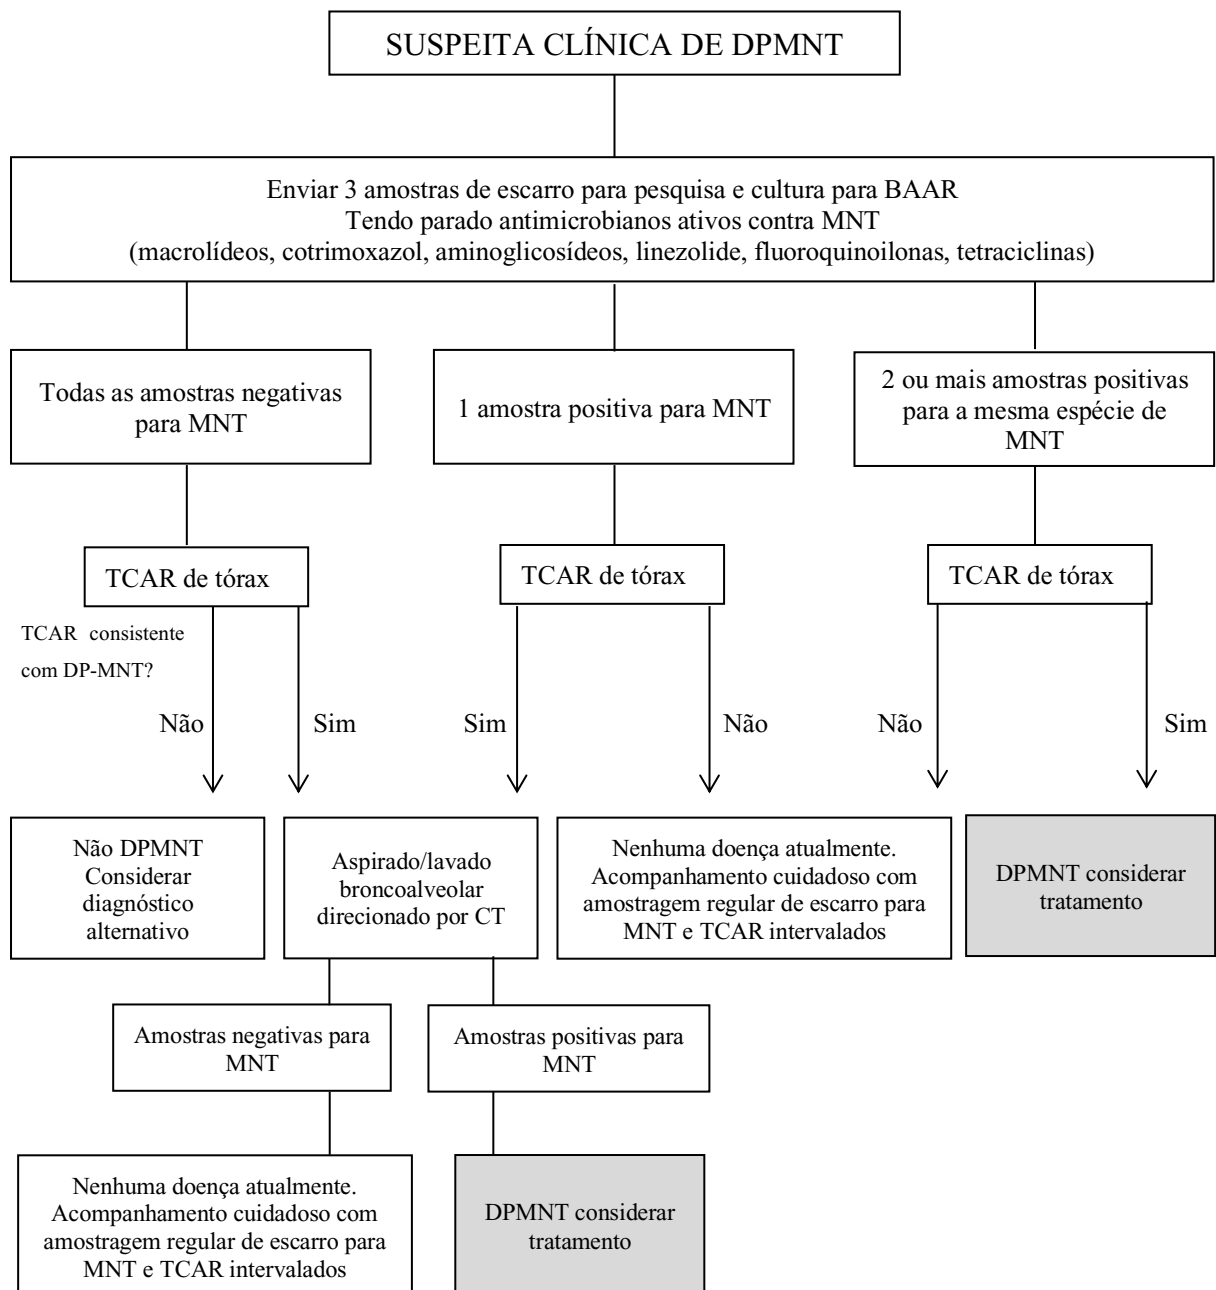 SUSPEITA CLÍNICA DE DPMNT
Enviar 3 amostras de escarro para pesquisa e cultura para BAAR
Tendo parado antimicrobianos ativos contra MNT
(macrolídeos, cotrimoxazol, aminoglicosídeos, linezolide, fluoroquinoilonas, tetraciclinas)
Todas as amostras negativas
para MNT
1 amostra positiva para MNT
2 ou mais amostras positivas
para a mesma espécie de
MNT
TCAR de tórax
TCAR de tórax
TCAR de tórax
TCAR consistente
com DP-MNT?
Não
Sim
Sim
Não
Não
Sim
Não DPMNT
Considerar
diagnóstico
alternativo
Aspirado/lavado
broncoalveolar
direcionado por CT
Nenhuma doença atualmente.
Acompanhamento cuidadoso com
amostragem regular de escarro para
MNT e TCAR intervalados
DPMNT considerar
tratamento
Amostras negativas para
MNT
Amostras positivas para
MNT
Nenhuma doença atualmente.
Acompanhamento cuidadoso com
amostragem regular de escarro para
MNT e TCAR intervalados
DPMNT considerar
tratamento